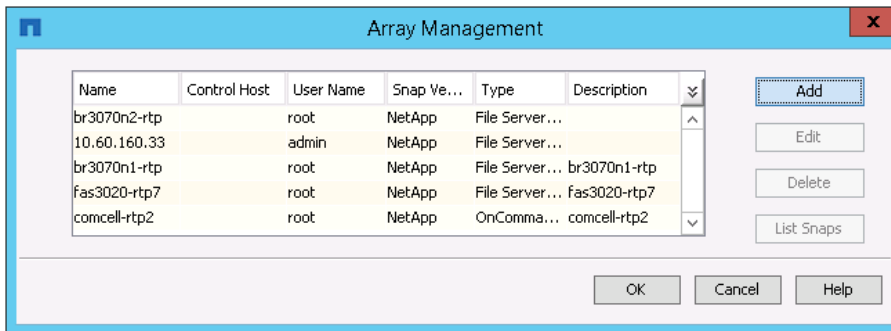 Array Management
x
Name Control Host User Name Snap Ve... Type Description
br3070n2-rtp root NetApp File Server...
10.60.160.33 admin NetApp File Server...
br3070n1-rtp root NetApp File Server... br3070n1-rtp
fas3020-rtp7 root NetApp File Server... fas3020-rtp7
comcell-rtp2 root NetApp OnComma... comcell-rtp2
Add
Edit
Delete
List Snaps
OK Cancel Help